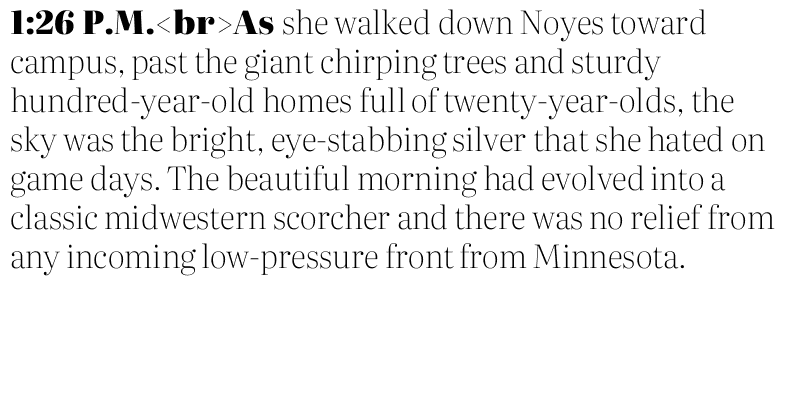 1:26 P.M.<br>As she walked down Noyes toward
campus, past the giant chirping trees and sturdy
hundred-year-old homes full of twenty-year-olds, the
sky was the bright, eye-stabbing silver that she hated on
game days. The beautiful morning had evolved into a
classic midwestern scorcher and there was no relief from
any incoming low-pressure front from Minnesota.